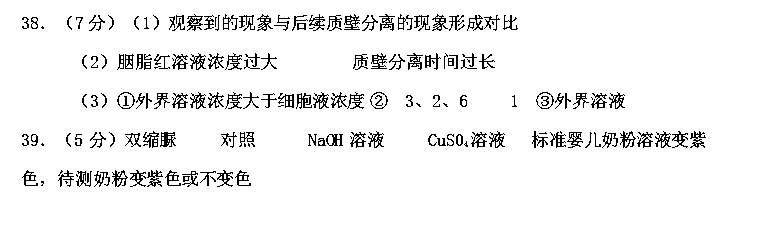 38．（7分）（1）观察到的现象与后续质壁分离的现象形成对比
（2）胭脂红溶液浓度过大 质壁分离时间过长
（3）①外界溶液浓度大于细胞液浓度 ② 3、2、6 1 ③外界溶液
39．（5分）双缩脲 对照 NaOH 溶液 CuSO₄溶液 标准婴儿奶粉溶液变紫
色，待测奶粉变紫色或不变色